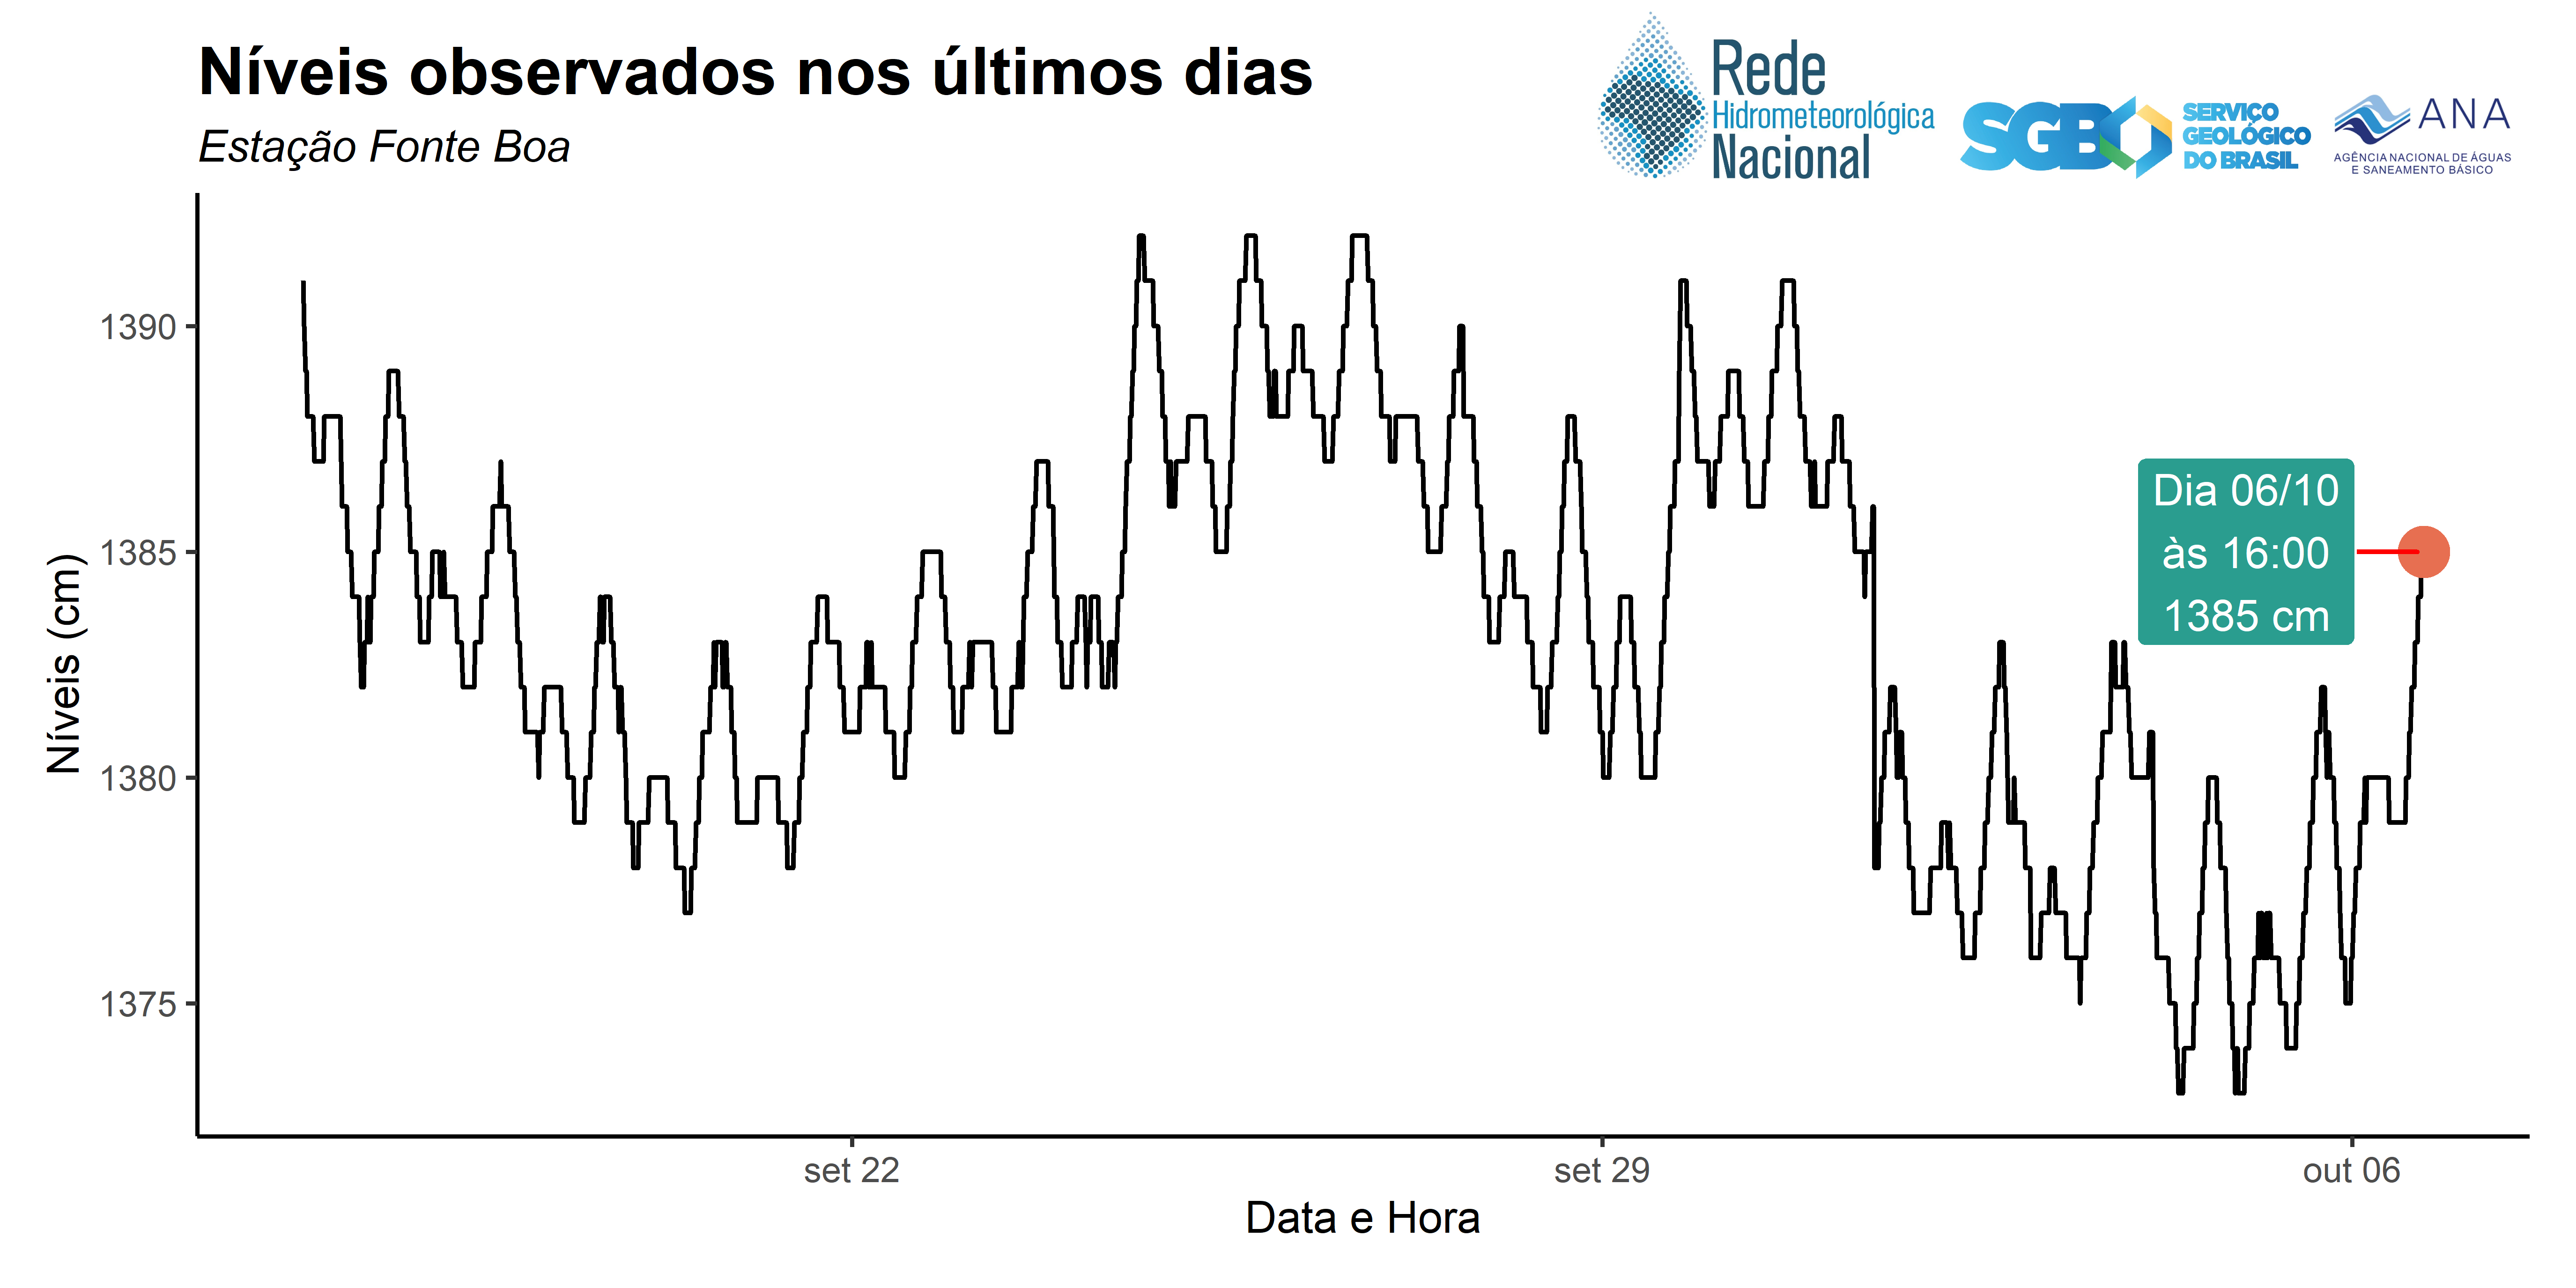 Níveis observados nos últimos dias
Estação Fonte Boa
Rede
Hidrometeorológica
Nacional
SGB
SERVIÇO
GEOLÓGICO
DO BRASIL
ANA
AGÊNCIA NACIONAL DE ÁGUAS
E SANEAMENTO BÁSICO
Níveis (cm)
1390
1385
1380
1375
Dia 06/10
às 16:00
1385 cm
set 22
set 29
out 06
Data e Hora